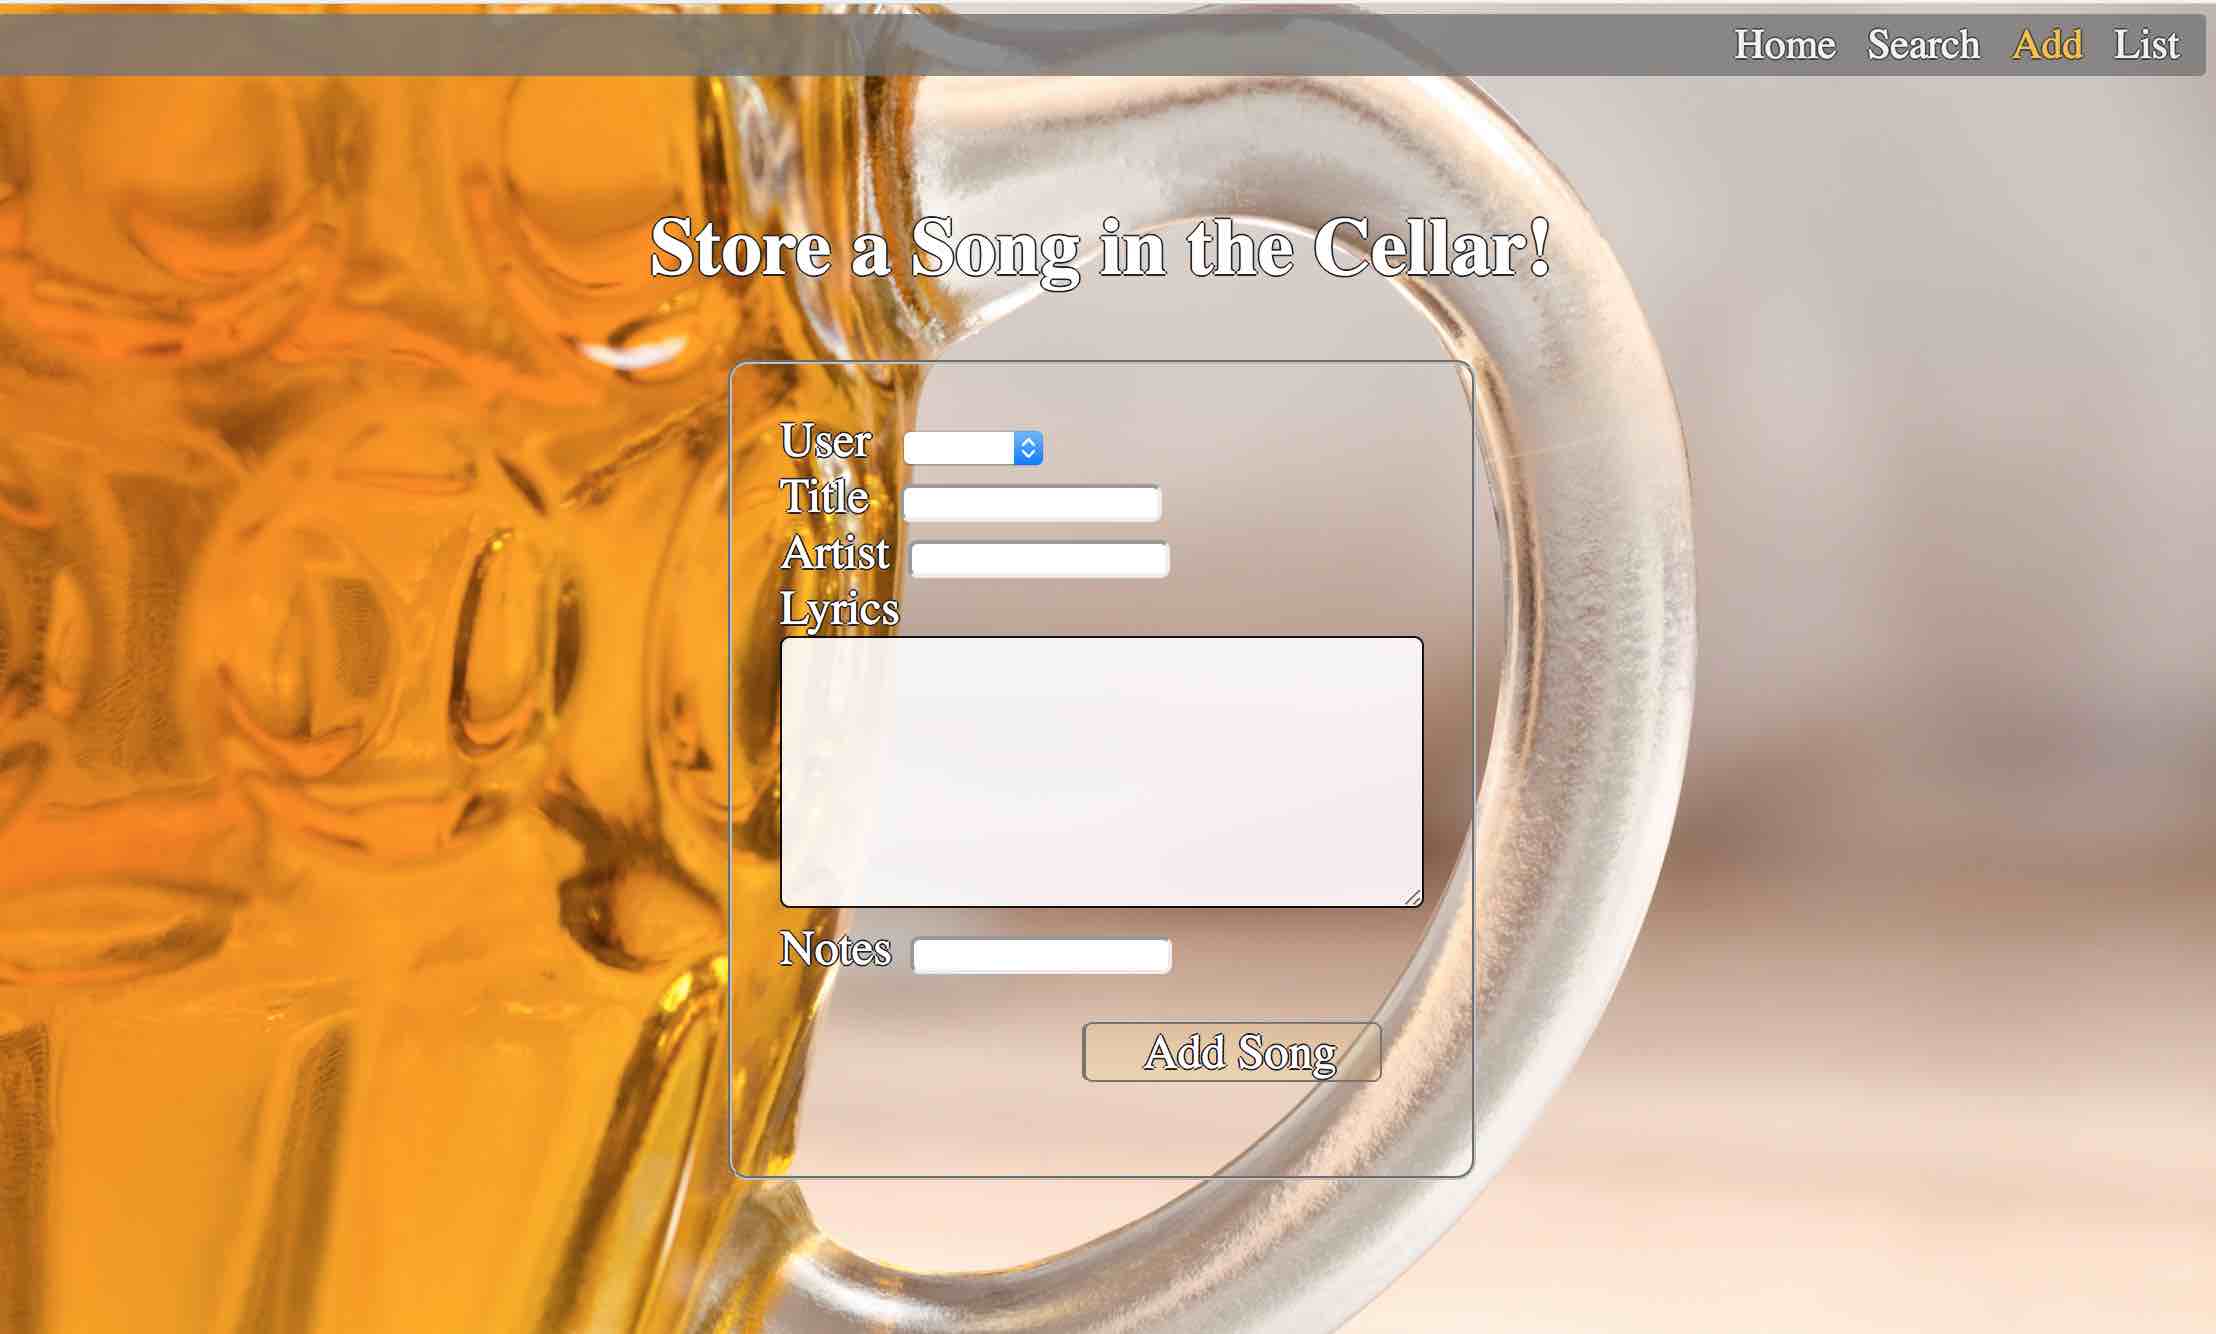 Home Search Add List
Store a Song in the Cellar!
User
Title
Artist
Lyrics
Notes
Add Song